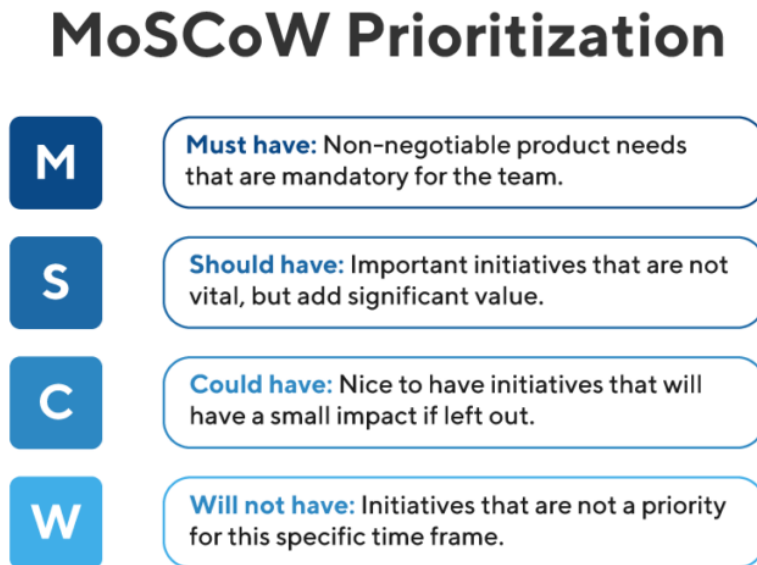 MoSCoW Prioritization
M
Must have: Non-negotiable product needs
that are mandatory for the team.
S
Should have: Important initiatives that are not
vital, but add significant value.
C
Could have: Nice to have initiatives that will
have a small impact if left out.
W
Will not have: Initiatives that are not a priority
for this specific time frame.